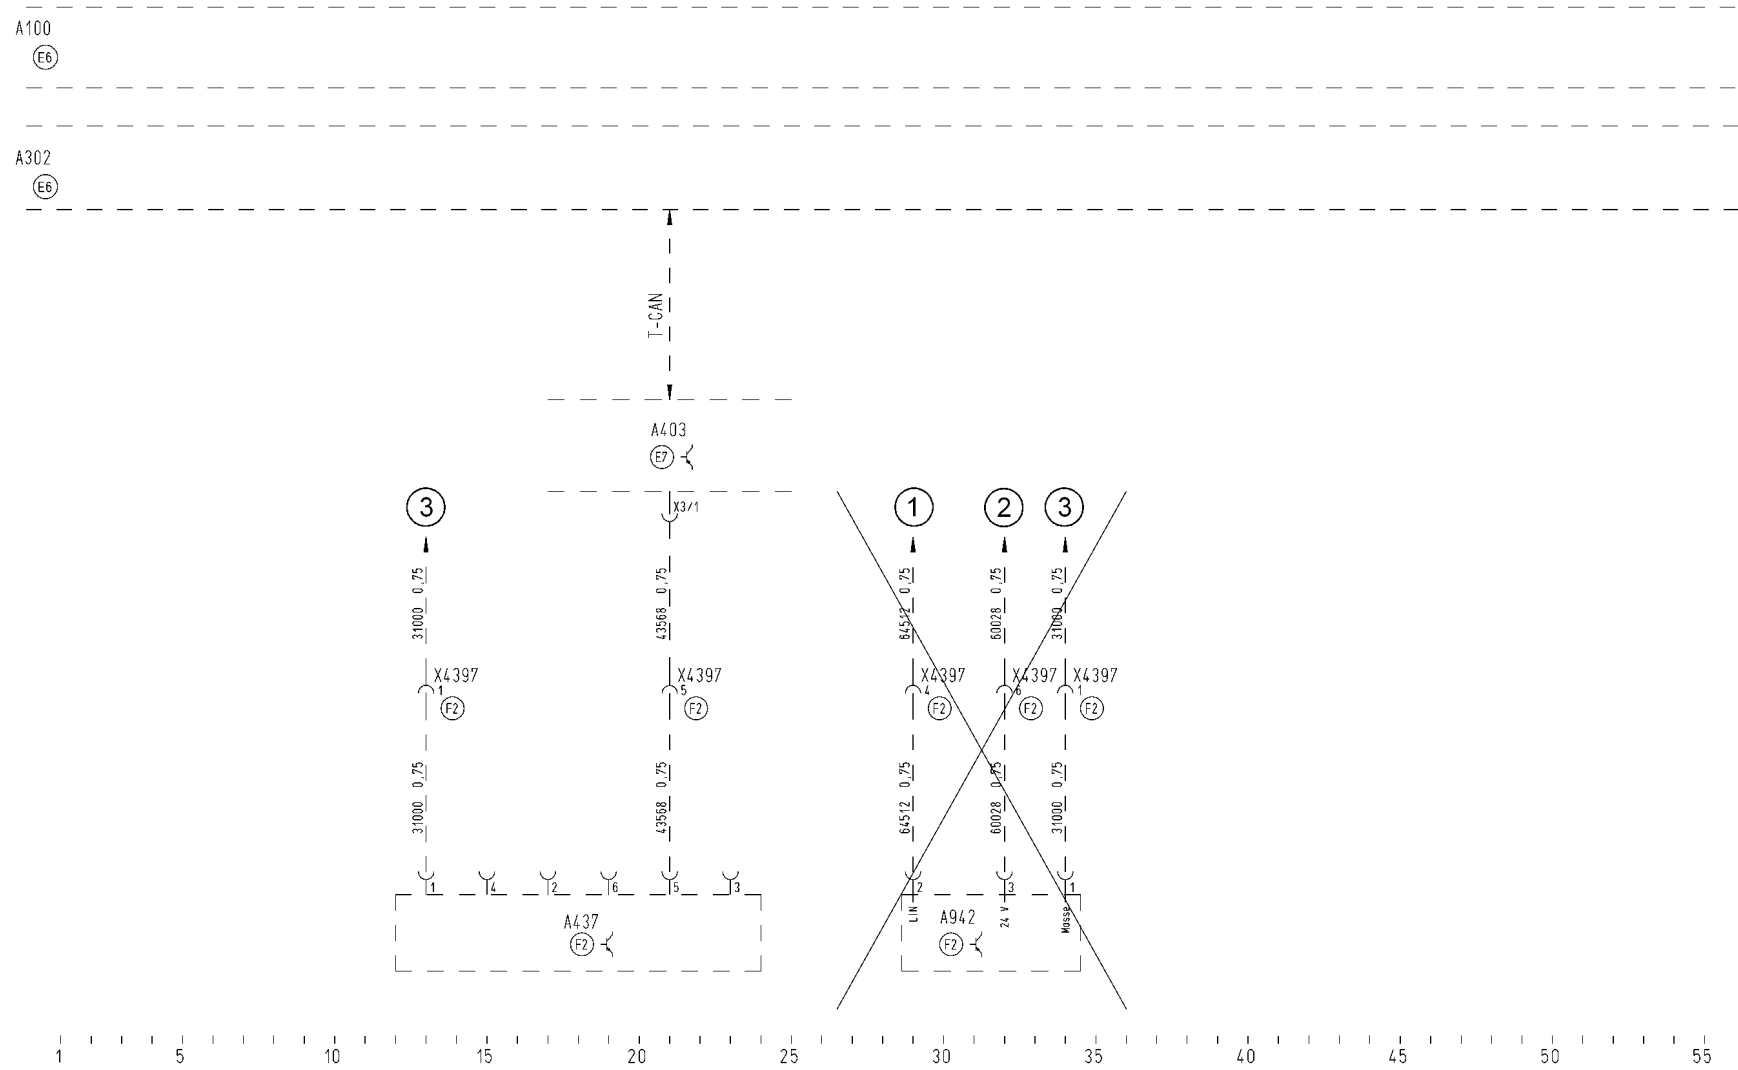 A100
E6
A302
E6
T-CAN
A403
E7
X3/1
3
1
2
3
31000 0,75
43568 0,75
64512 0,75
60028 0,75
31000 0,75
X4397
1
F2
X4397
5
F2
X4397
4
F2
X4397
6
F2
X4397
1
F2
31000 0,75
43568 0,75
64512 0,75
60028 0,75
31000 0,75
1 4 2 6 5 3
2 3 1
LIN
24 V
Masse
A437
F2
A942
F2
1 5 10 15 20 25 30 35 40 45 50 55